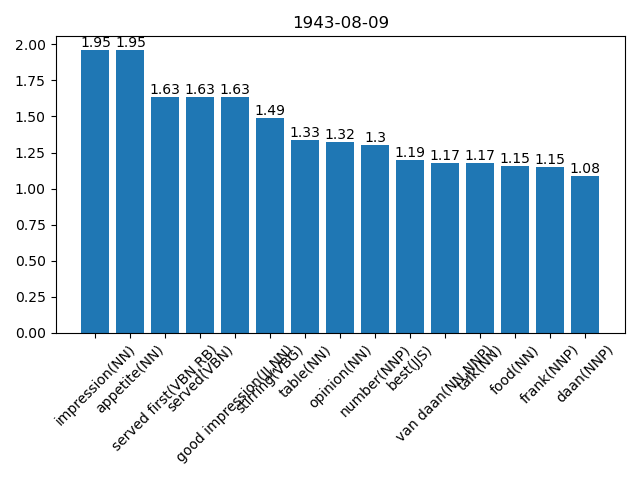 1943-08-09
2.00
1.75
1.50
1.25
1.00
0.75
0.50
0.25
0.00
1.95
1.95
1.63
1.63
1.63
1.49
1.33
1.32
1.3
1.19
1.17
1.17
1.15
1.15
1.08
impression(NN)
appetite(NN)
served first(VBN RB)
served(VBN)
good impression(JJ NN)
stirring(VBG)
table(NN)
opinion(NN)
number(NNP)
best(JJS)
van daan(NN NNP)
talk(NN)
food(NN)
frank(NNP)
daan(NNP)